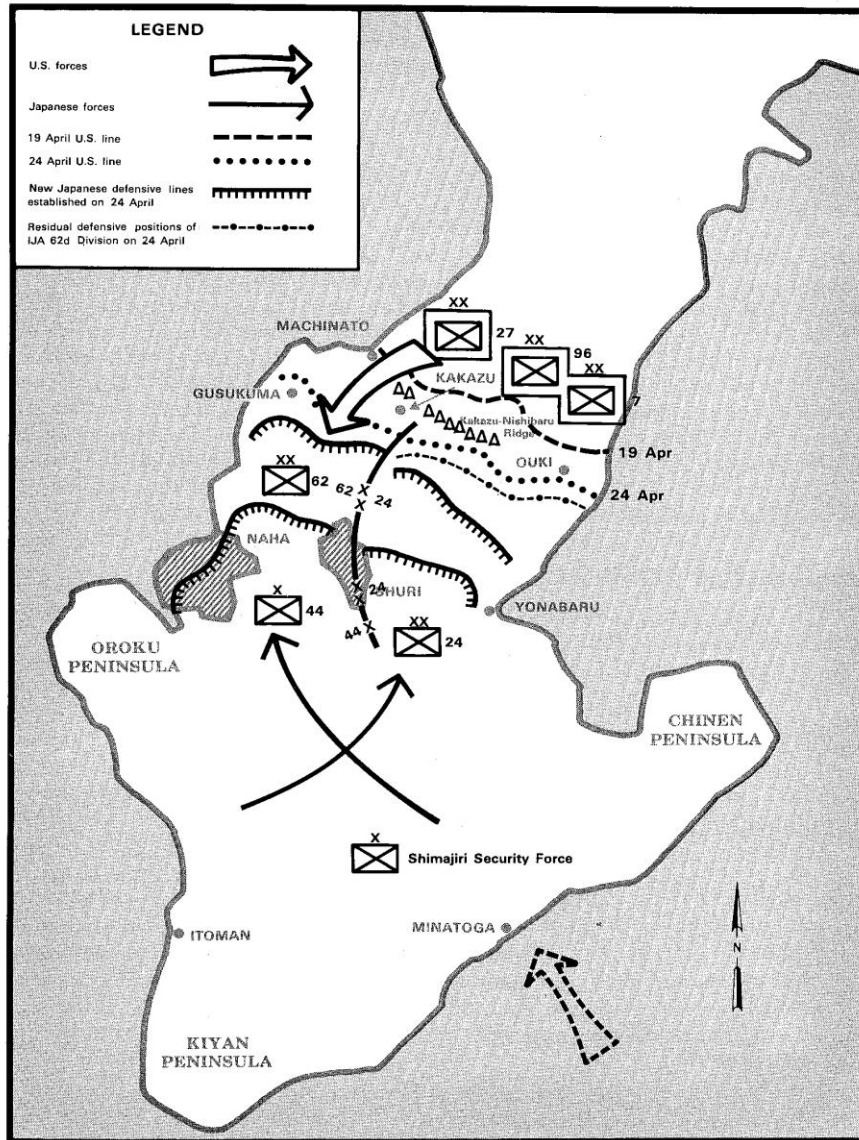 LEGEND
U.S. forces
Japanese forces
19 April U.S. line
24 April U.S. line
New Japanese defensive lines
established on 24 April
Residual defensive positions of
IJA 62d Division on 24 April
XX
27
XX
96
XX
7
MACHINATO
KAKAZU
GUSUKUMA
Kakazu-Nishibaru
Ridge
19 Apr
OUKI
24 Apr
XX
62
62
X
X
24
NAHA
X
24
X
SHURI
X
44
44
X
XX
24
YONABARU
OROKU
PENINSULA
CHINEN
PENINSULA
X
Shimajiri Security Force
MINATOGA
ITOMAN
N
KIYAN
PENINSULA